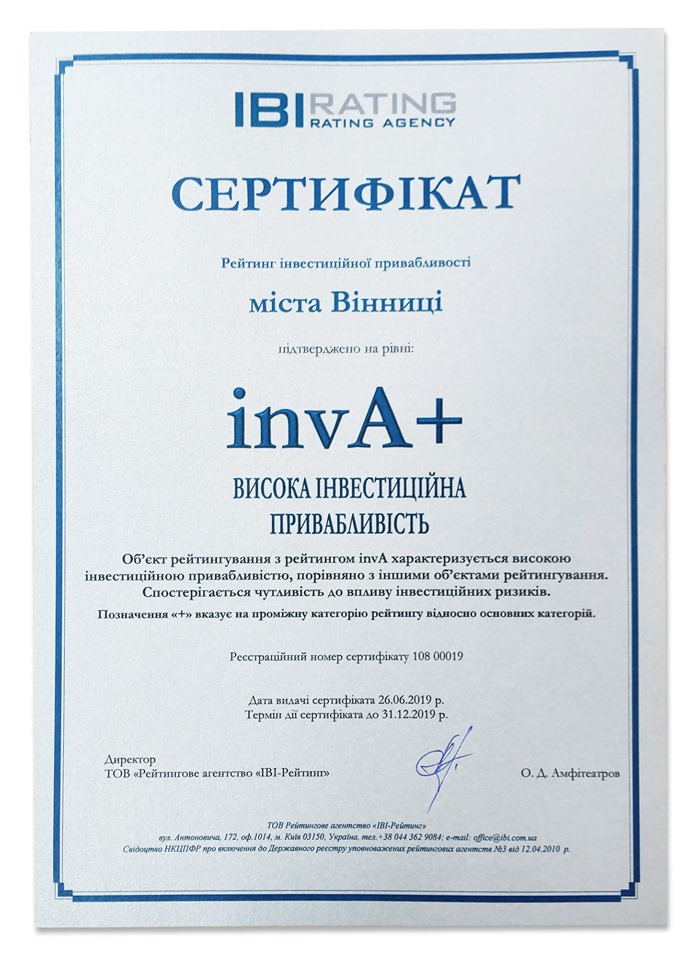 IBI RATING
RATING AGENCY
СЕРТИФІКАТ
Рейтинг інвестиційної привабливості
міста Вінниці
підтверджено на рівні:
invA+
ВИСОКА ІНВЕСТИЦІЙНА
ПРИВАБЛИВІСТЬ
Об’єкт рейтингування з рейтингом invA характеризується високою
інвестиційною привабливістю, порівняно з іншими об’єктами рейтингування.
Спостерігається чутливість до впливу інвестиційних ризиків.
Позначення «+» вказує на проміжну категорію рейтингу відносно основних категорій.
Реєстраційний номер сертифікату 108 00019
Дата видачі сертифіката 26.06.2019 р.
Термін дії сертифіката до 31.12.2019 р.
Директор
ТОВ «Рейтингове агентство «ІВІ-Рейтинг»
О. Д. Амфітеатров
ТОВ Рейтингове агентство «ІВІ-Рейтинг»
вул. Антоновича, 172, оф.1014, м. Київ 03150, Україна, тел.+38 044 362 9084; e-mail: office@ibi.com.ua
Свідоцтво НКЦПФР про включення до Державного реєстру уповноважених рейтингових агентств №3 від 12.04.2010 р.